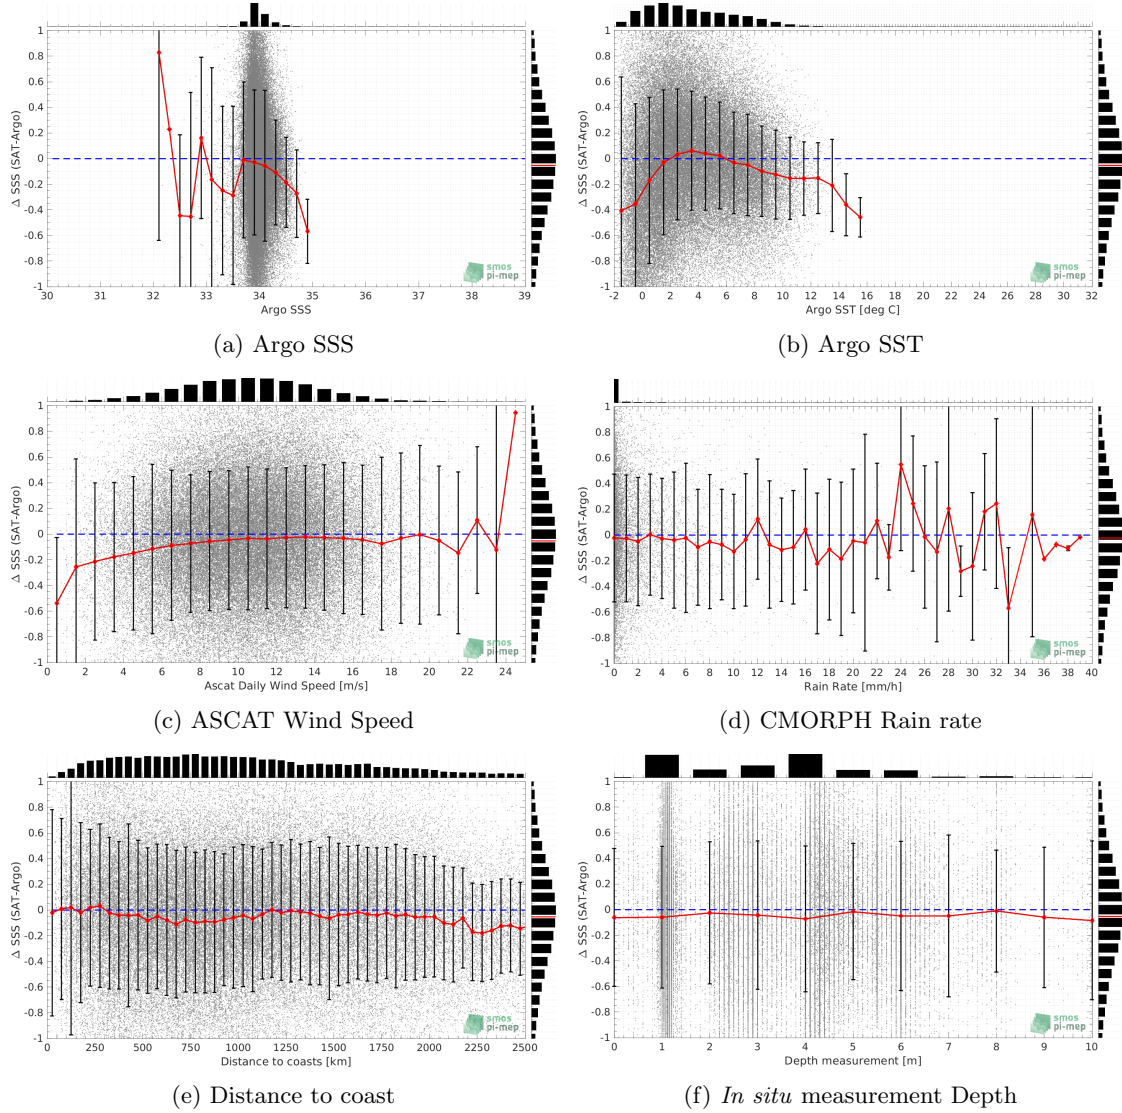 Δ SSS (SAT-Argo)
1
0.8
0.6
0.4
0.2
0
-0.2
-0.4
-0.6
-0.8
-1
30 31 32 33 34 35 36 37 38 39
Argo SSS
smos
pi-mep
(a) Argo SSS
Δ SSS (SAT-Argo)
1
0.8
0.6
0.4
0.2
0
-0.2
-0.4
-0.6
-0.8
-1
-2 0 2 4 6 8 10 12 14 16 18 20 22 24 26 28 30 32
Argo SST [deg C]
smos
pi-mep
(b) Argo SST
Δ SSS (SAT-Argo)
1
0.8
0.6
0.4
0.2
0
-0.2
-0.4
-0.6
-0.8
-1
0 2 4 6 8 10 12 14 16 18 20 22 24
Ascat Daily Wind Speed [m/s]
smos
pi-mep
(c) ASCAT Wind Speed
Δ SSS (SAT-Argo)
1
0.8
0.6
0.4
0.2
0
-0.2
-0.4
-0.6
-0.8
-1
0 2 4 6 8 10 12 14 16 18 20 22 24 26 28 30 32 34 36 38 40
Rain Rate [mm/h]
smos
pi-mep
(d) CMORPH Rain rate
Δ SSS (SAT-Argo)
1
0.8
0.6
0.4
0.2
0
-0.2
-0.4
-0.6
-0.8
-1
0 250 500 750 1000 1250 1500 1750 2000 2250 2500
Distance to coasts [km]
smos
pi-mep
(e) Distance to coast
Δ SSS (SAT-Argo)
1
0.8
0.6
0.4
0.2
0
-0.2
-0.4
-0.6
-0.8
-1
0 1 2 3 4 5 6 7 8 9 10
Depth measurement [m]
smos
pi-mep
(f) In situ measurement Depth